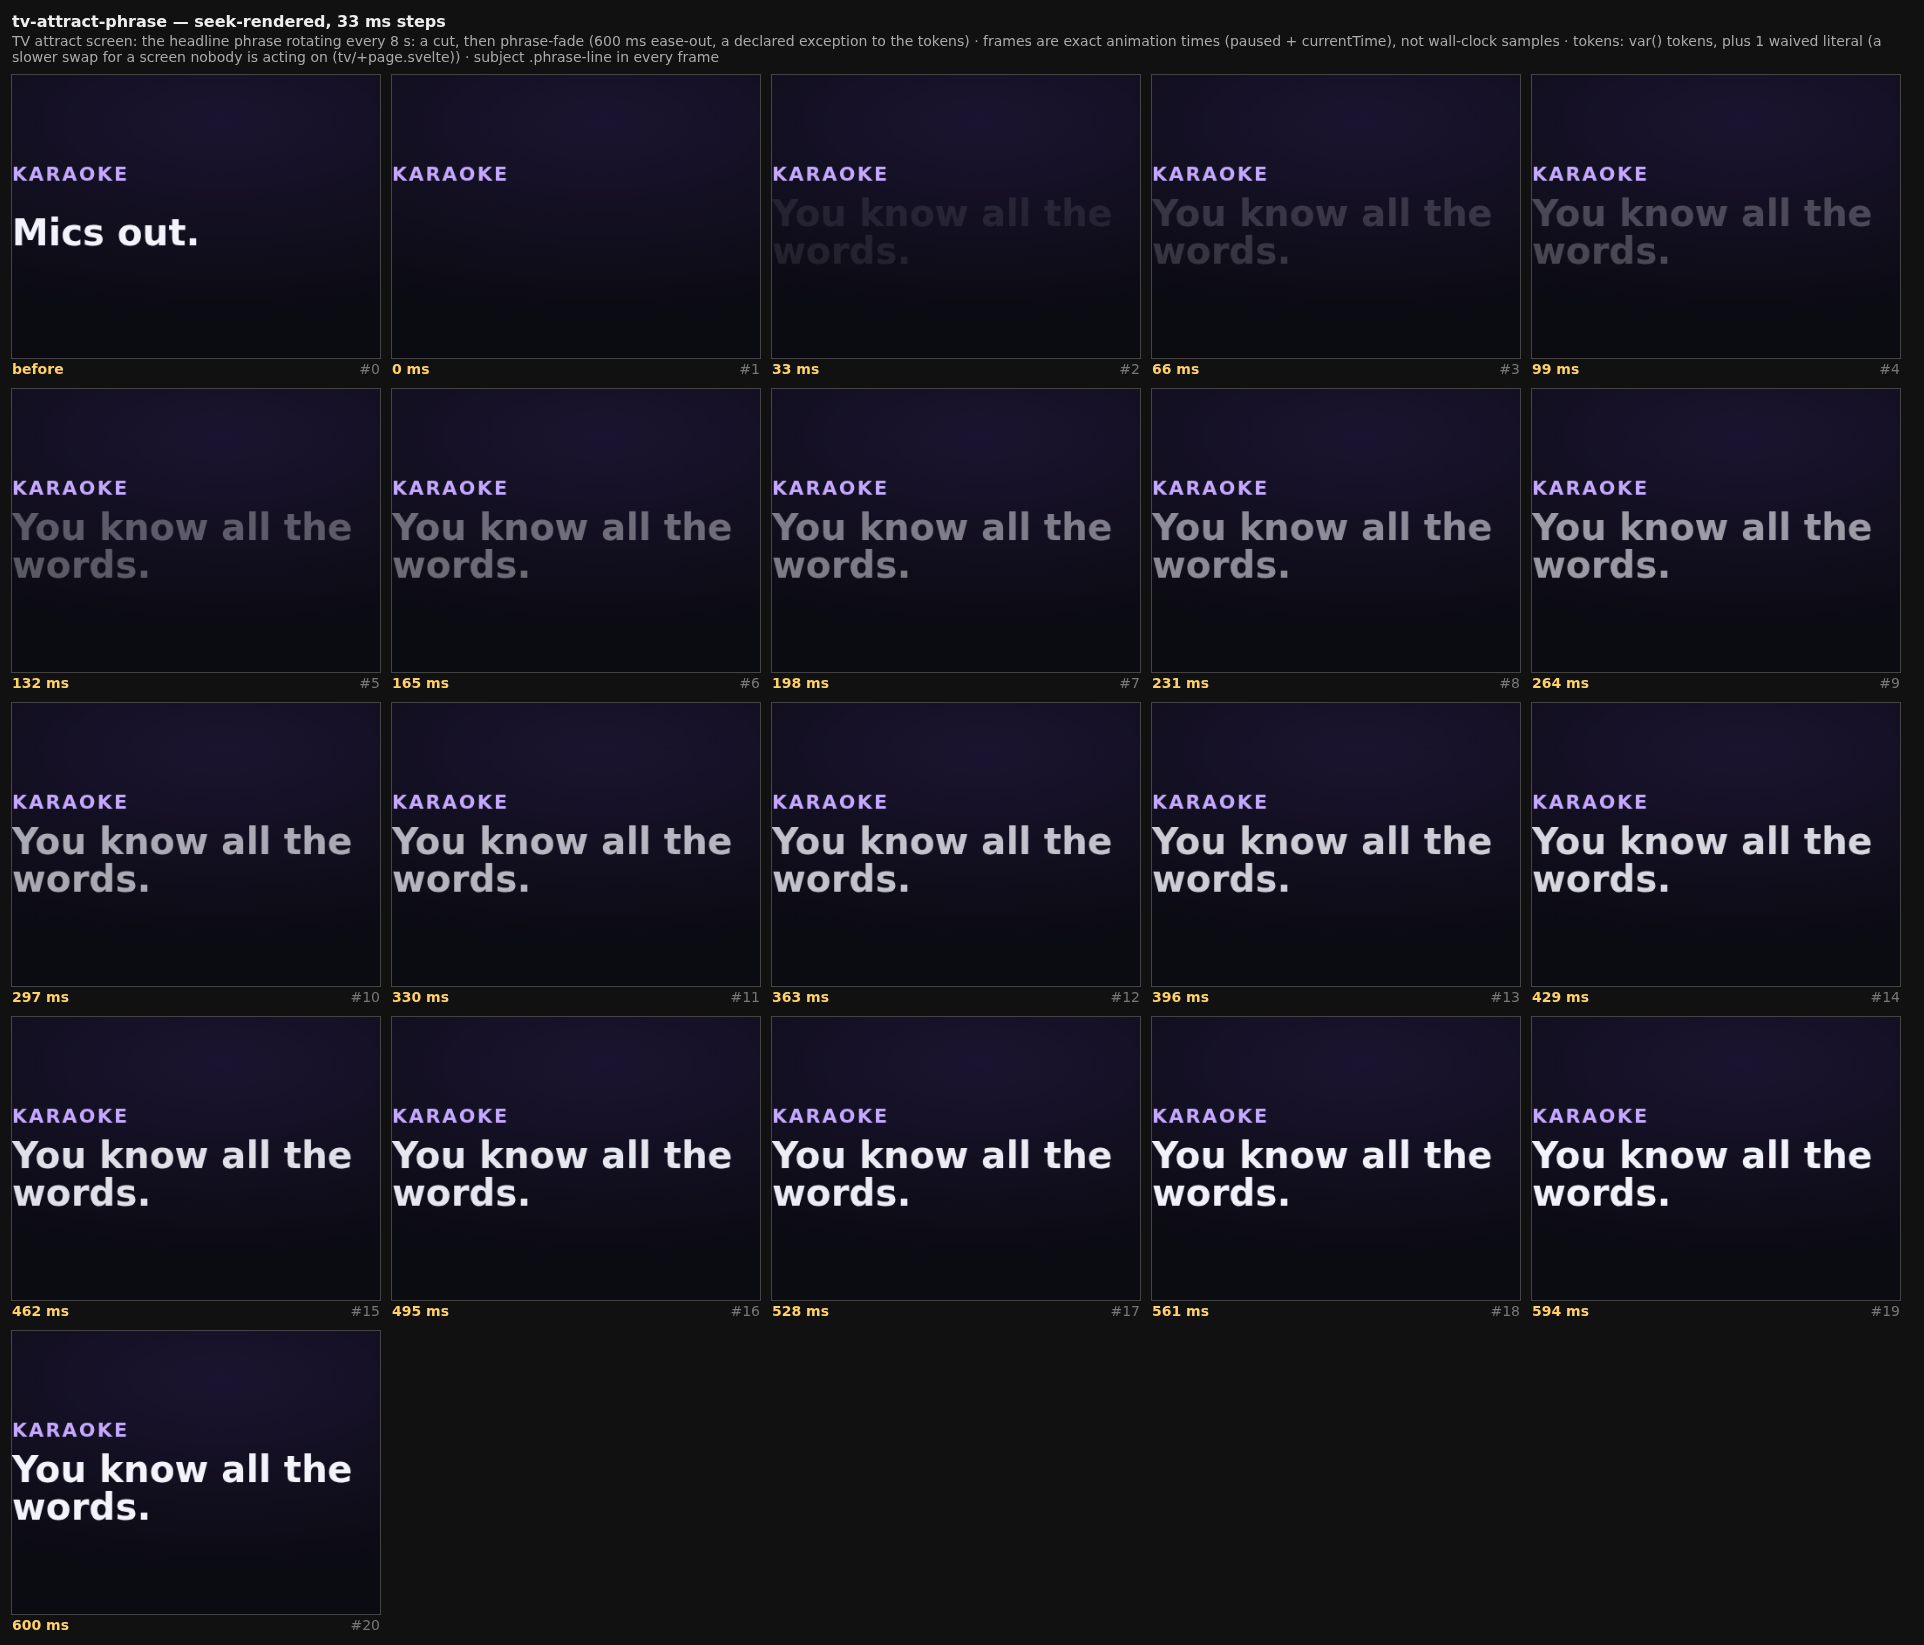 tv-attract-phrase — seek-rendered, 33 ms steps
TV attract screen: the headline phrase rotating every 8 s: a cut, then phrase-fade (600 ms ease-out, a declared exception to the tokens) · frames are exact animation times (paused + currentTime), not wall-clock samples · tokens: var() tokens, plus 1 waived literal (a
slower swap for a screen nobody is acting on (tv/+page.svelte)) · subject .phrase-line in every frame
KARAOKE
Mics out.
before #0
KARAOKE
0 ms #1
KARAOKE
You know all the
words.
33 ms #2
KARAOKE
You know all the
words.
66 ms #3
KARAOKE
You know all the
words.
99 ms #4
KARAOKE
You know all the
words.
132 ms #5
KARAOKE
You know all the
words.
165 ms #6
KARAOKE
You know all the
words.
198 ms #7
KARAOKE
You know all the
words.
231 ms #8
KARAOKE
You know all the
words.
264 ms #9
KARAOKE
You know all the
words.
297 ms #10
KARAOKE
You know all the
words.
330 ms #11
KARAOKE
You know all the
words.
363 ms #12
KARAOKE
You know all the
words.
396 ms #13
KARAOKE
You know all the
words.
429 ms #14
KARAOKE
You know all the
words.
462 ms #15
KARAOKE
You know all the
words.
495 ms #16
KARAOKE
You know all the
words.
528 ms #17
KARAOKE
You know all the
words.
561 ms #18
KARAOKE
You know all the
words.
594 ms #19
KARAOKE
You know all the
words.
600 ms #20